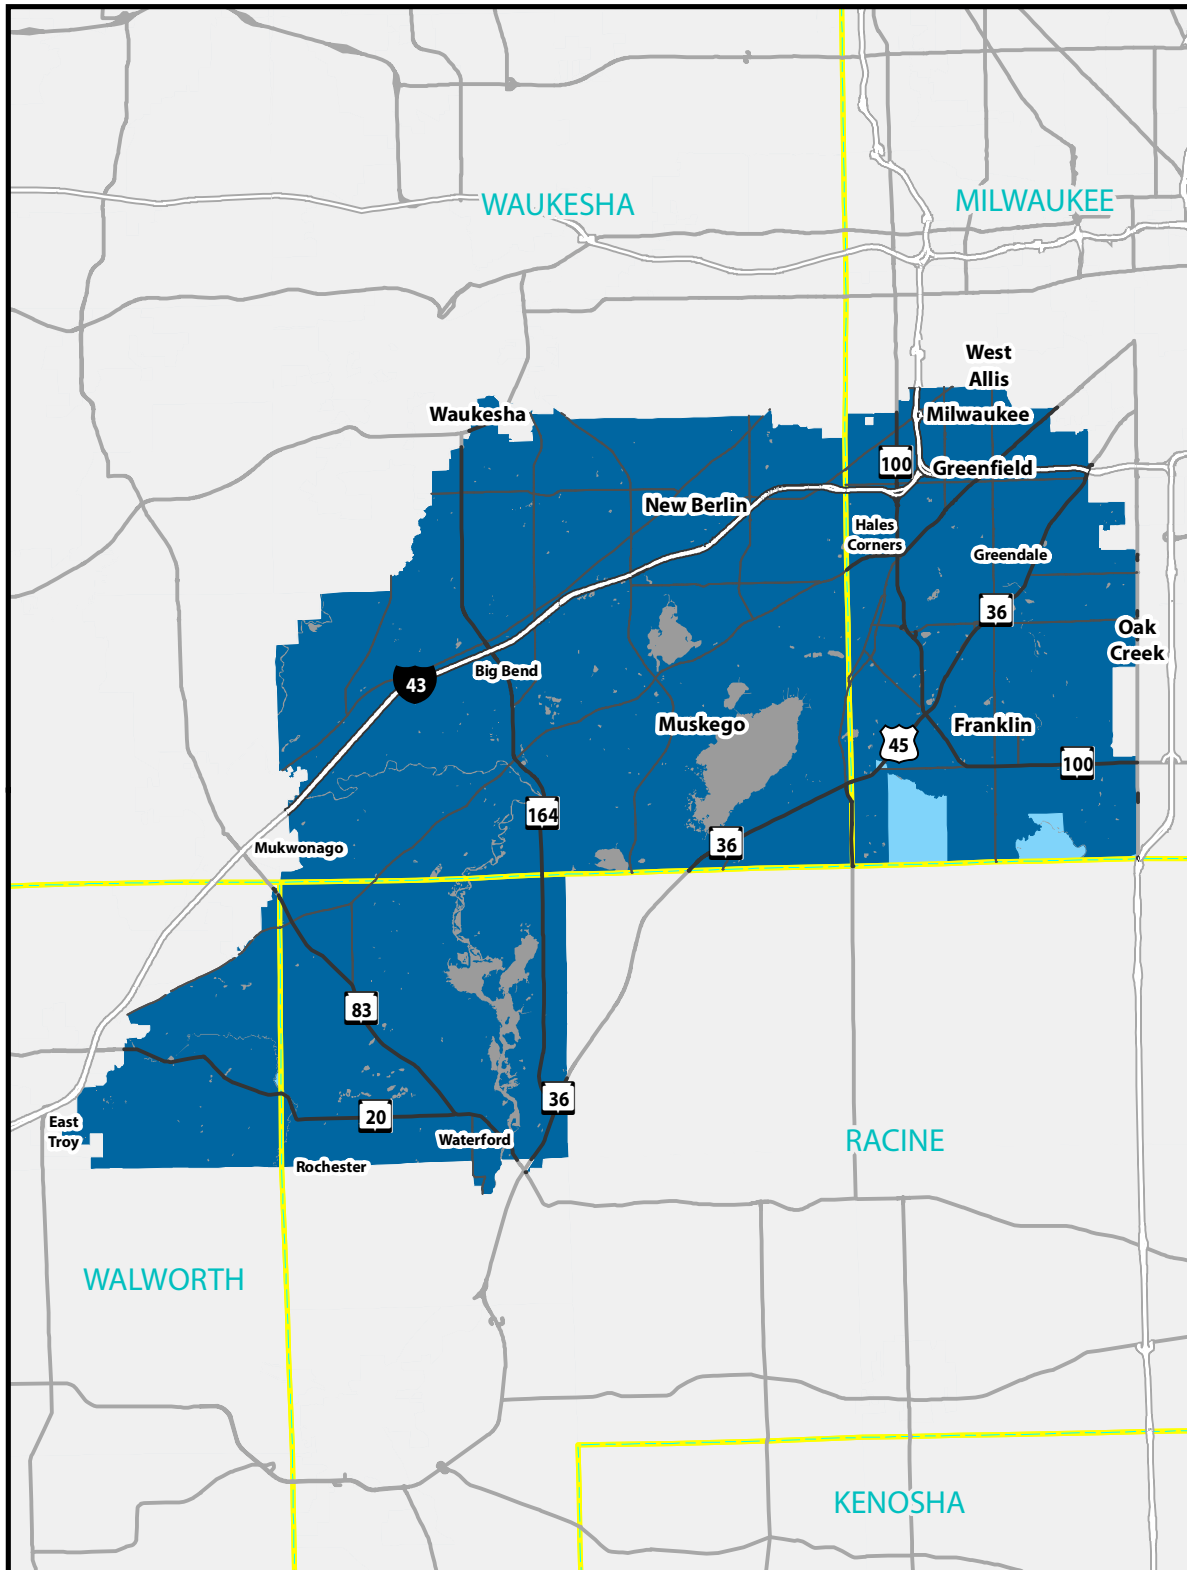 WAUKESHA
MILWAUKEE
West
Allis
Waukesha
Milwaukee
100
Greenfield
New Berlin
Hales
Corners
Greendale
36
Oak
Creek
Big Bend
43
Muskego
Franklin
45
100
164
36
Mukwonago
83
36
20
East
Troy
Waterford
Rochester
RACINE
WALWORTH
KENOSHA